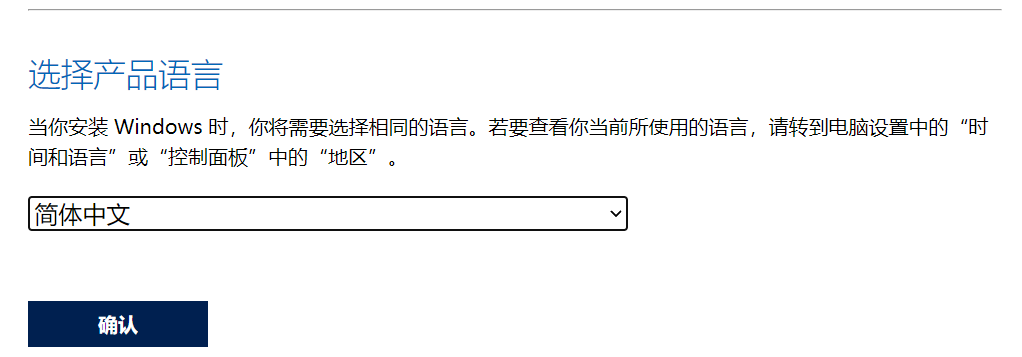 选择产品语言
当你安装 Windows 时，你将需要选择相同的语言。若要查看你当前所使用的语言，请转到电脑设置中的“时
间和语言”或“控制面板”中的“地区”。
简体中文
确认